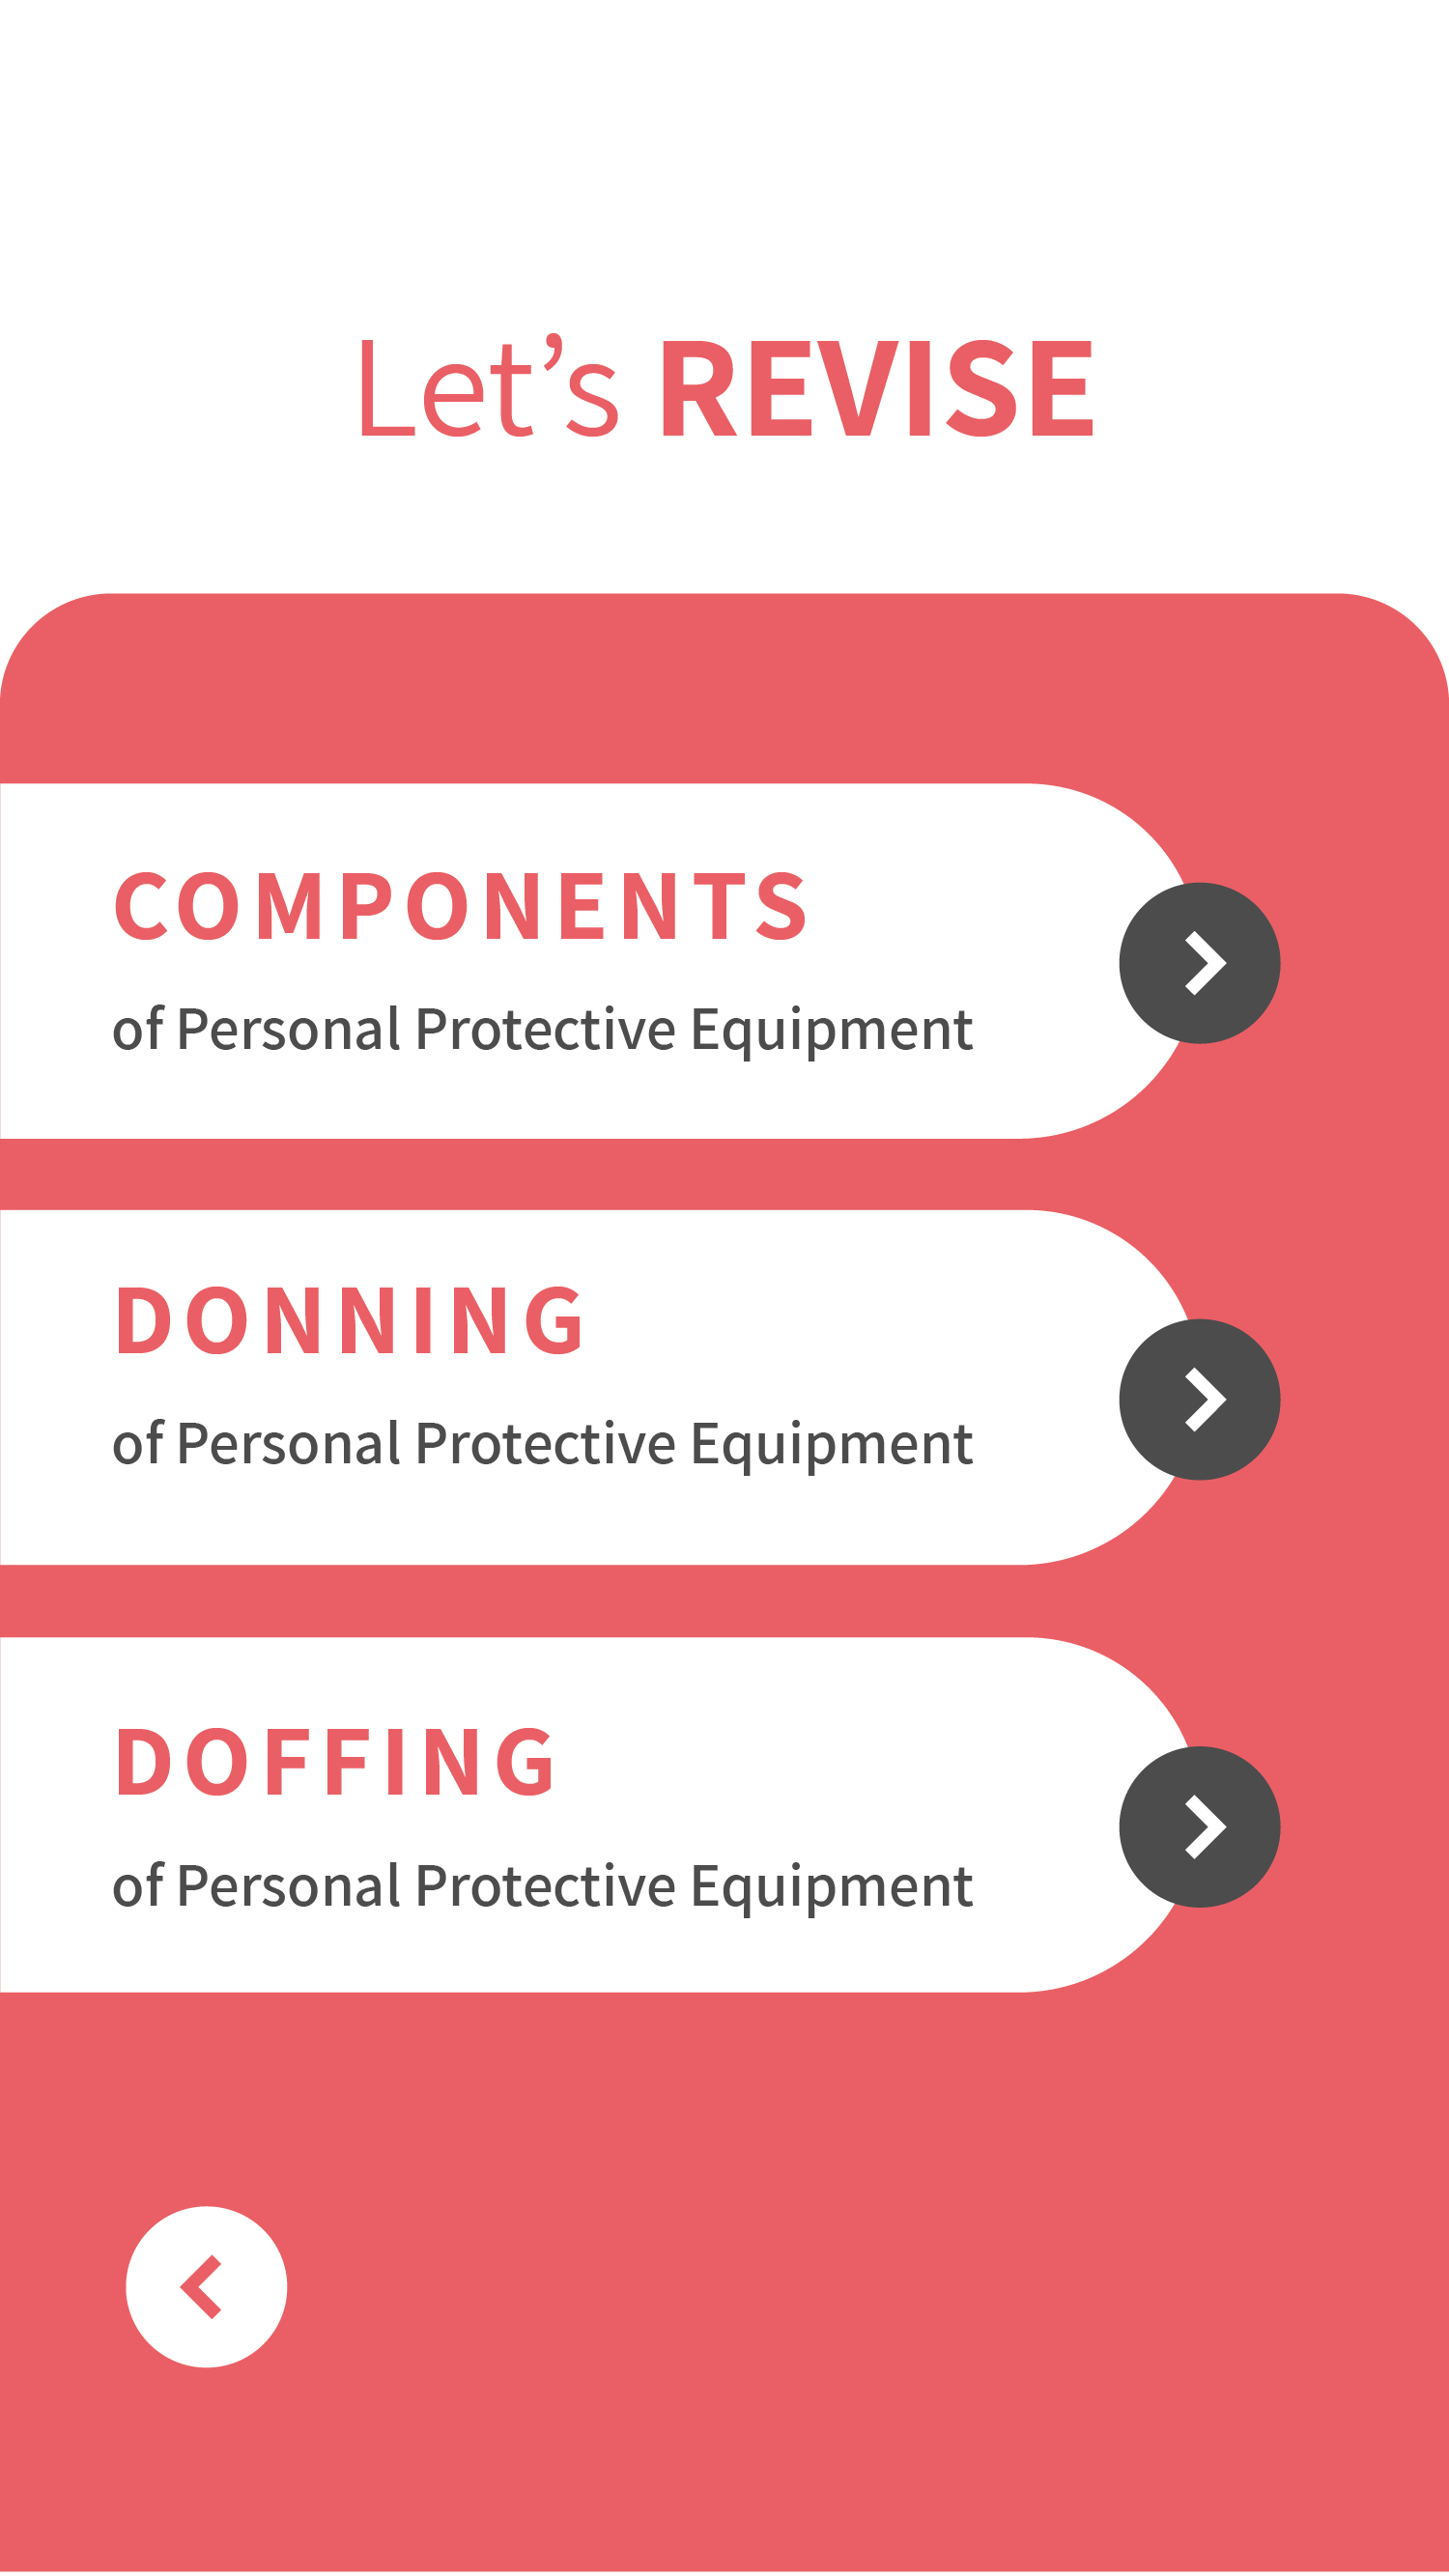 Let’s REVISE
COMPONENTS
of Personal Protective Equipment
DONNING
of Personal Protective Equipment
DOFFING
of Personal Protective Equipment